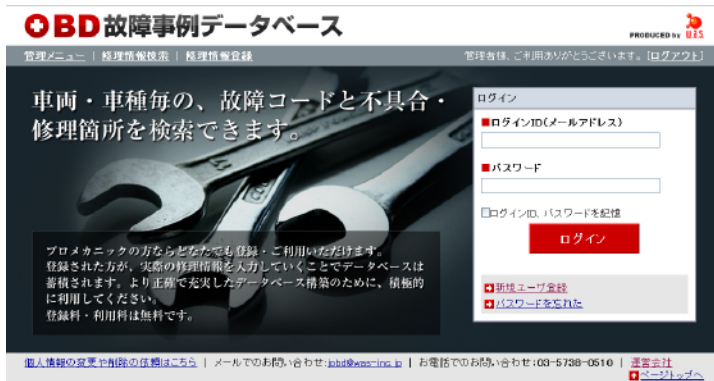 OBD故障事例データベース
PRODUCED by U.I.S.
管理メニュー | 修理情報検索 | 修理情報登録
管理者様、ご利用ありがとうございます。[ログアウト]
車両・車種毎の、故障コードと不具合・
修理箇所を検索できます。
ログイン
■ログインID(メールアドレス)
■パスワード
ログインID、パスワードを記憶
ログイン
新規ユーザ登録
パスワードを忘れた
プロメカニックの方ならどなたでも登録・ご利用いただけます。
登録された方が、実際の修理情報を入力していくことでデータベースは
蓄積されます。より正確で充実したデータベース構築のために、積極的
に利用してください。
登録料・利用料は無料です。
個人情報の変更や削除の依頼はこちら | メールでのお問い合わせ:jobd@was-inc.jp | お電話でのお問い合わせ:03-5738-0510 | 運営会社
ページトップへ